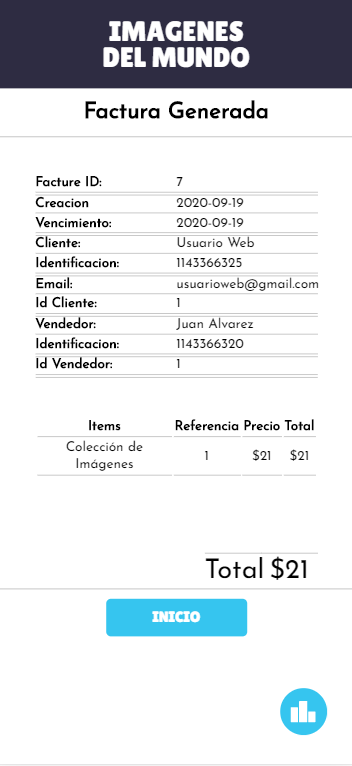 IMAGENES
DEL MUNDO
Factura Generada
Facture ID: 7
Creacion 2020-09-19
Vencimiento: 2020-09-19
Cliente: Usuario Web
Identificacion: 1143366325
Email: usuarioweb@gmail.com
Id Cliente: 1
Vendedor: Juan Alvarez
Identificacion: 1143366320
Id Vendedor: 1
Items Referencia Precio Total
Colección de
Imágenes 1 $21 $21
Total $21
INICIO